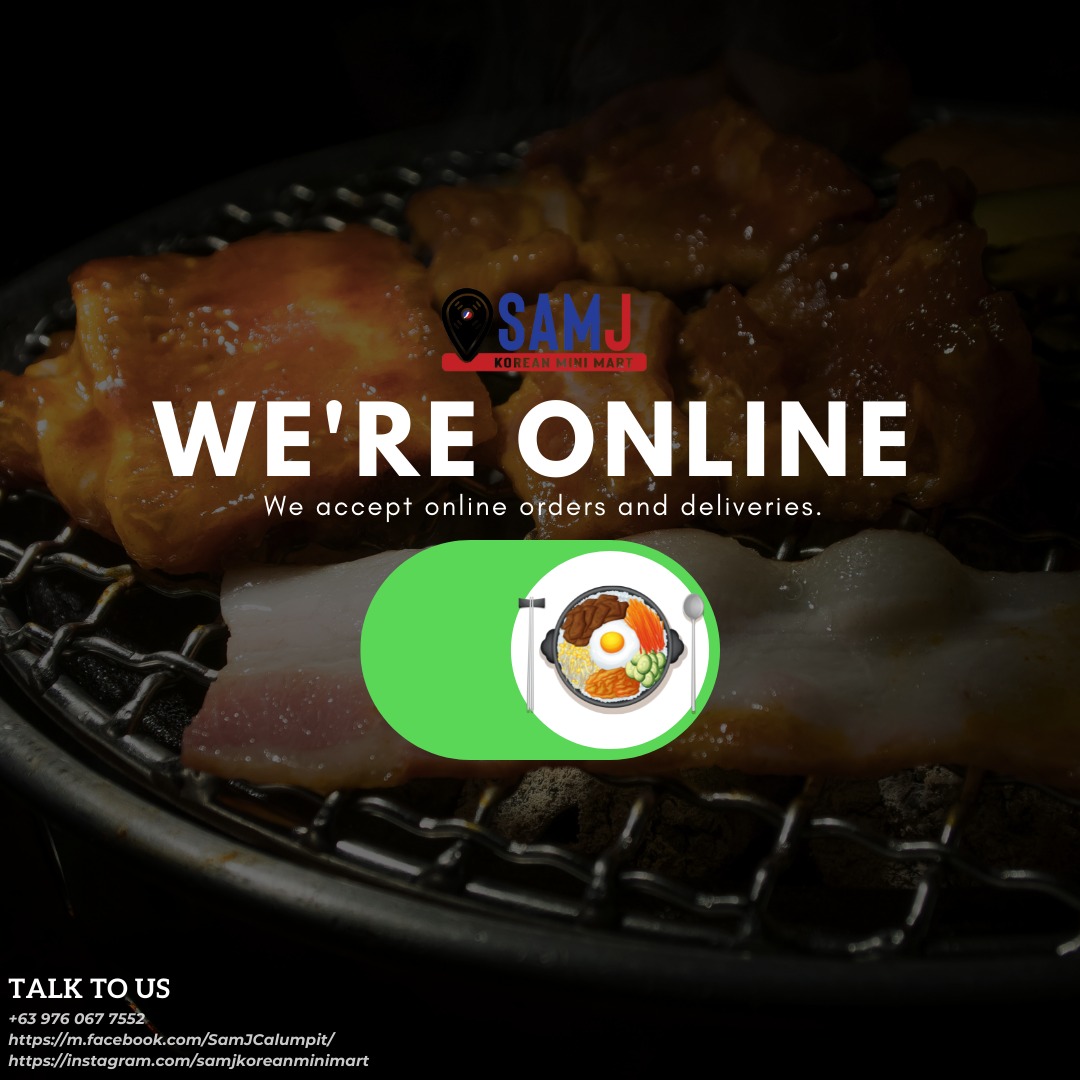 SAMJ
KOREAN MINI MART
WE'RE ONLINE
We accept online orders and deliveries.
TALK TO US
+63 976 067 7552
https://m.facebook.com/SamJCalumpit/
https://instagram.com/samjkoreanminimart